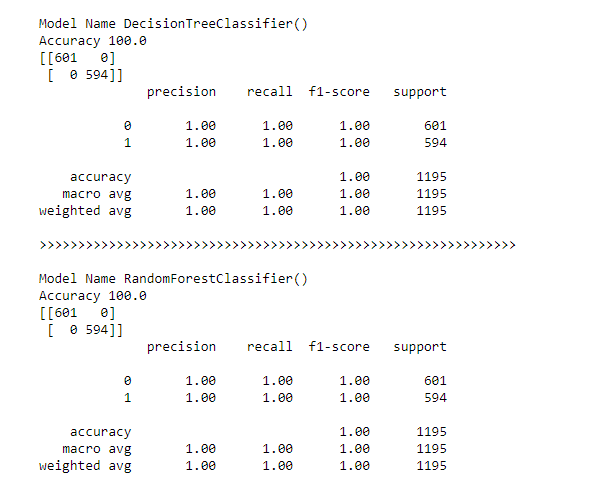 Model Name DecisionTreeClassifier()
Accuracy 100.0
[[601   0]
 [  0 594]]
              precision    recall  f1-score   support

           0       1.00      1.00      1.00       601
           1       1.00      1.00      1.00       594

    accuracy                           1.00      1195
   macro avg       1.00      1.00      1.00      1195
weighted avg       1.00      1.00      1.00      1195

>>>>>>>>>>>>>>>>>>>>>>>>>>>>>>>>>>>>>>>>>>>>>>>>>>>>>>>>>>>>>>

Model Name RandomForestClassifier()
Accuracy 100.0
[[601   0]
 [  0 594]]
              precision    recall  f1-score   support

           0       1.00      1.00      1.00       601
           1       1.00      1.00      1.00       594

    accuracy                           1.00      1195
   macro avg       1.00      1.00      1.00      1195
weighted avg       1.00      1.00      1.00      1195